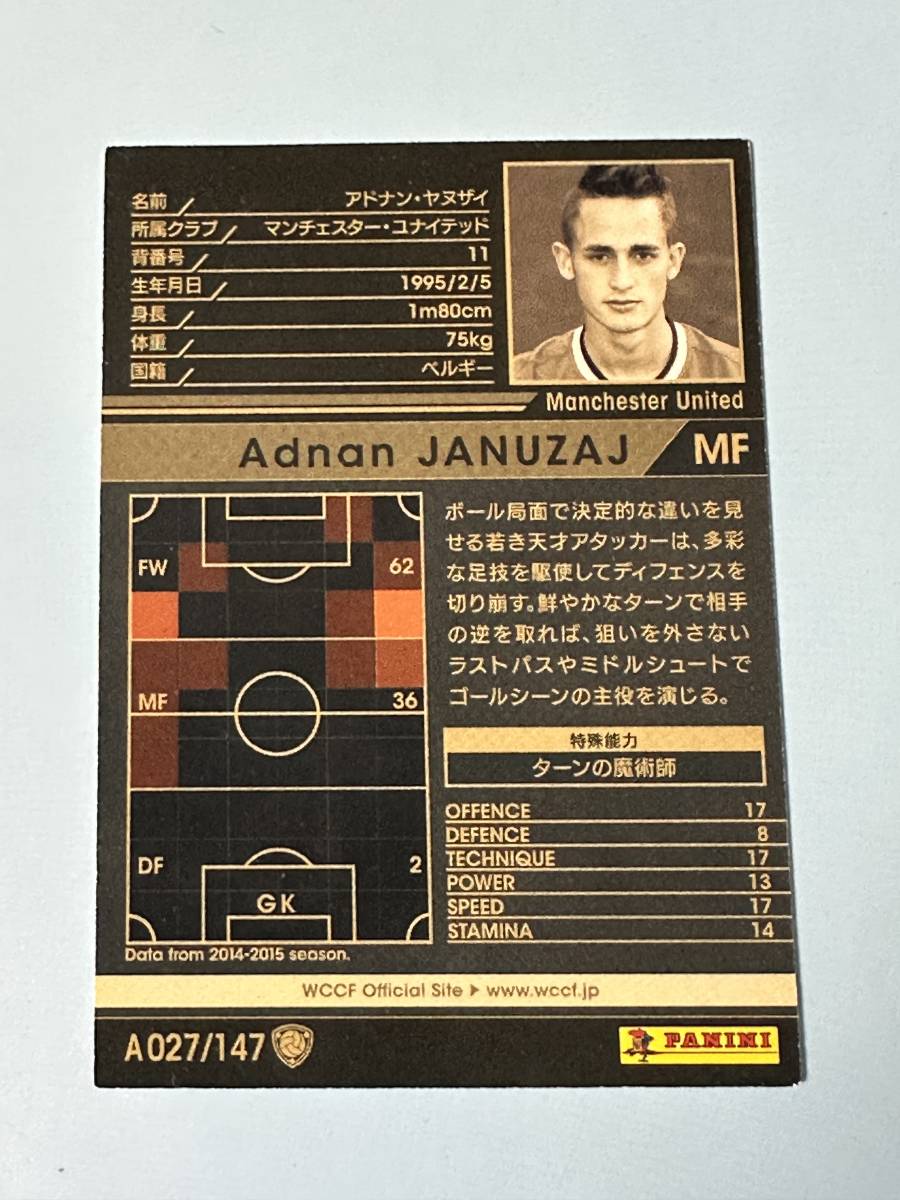 名前 アドナン・ヤヌザイ
所属クラブ マンチェスター・ユナイテッド
背番号 11
生年月日 1995/2/5
身長 1m80cm
体重 75kg
国籍 ベルギー
Manchester United
Adnan JANUZAJ MF
FW 62
MF 36
DF 2
GK
Data from 2014-2015 season.
ボール局面で決定的な違いを見
せる若き天才アタッカーは、多彩
な足技を駆使してディフェンスを
切り崩す。鮮やかなターンで相手
の逆を取れば、狙いを外さない
ラストパスやミドルシュートで
ゴールシーンの主役を演じる。
特殊能力
ターンの魔術師
OFFENCE 17
DEFENCE 8
TECHNIQUE 17
POWER 13
SPEED 17
STAMINA 14
WCCF Official Site ▶ www.wccf.jp
A027/147
PANINI